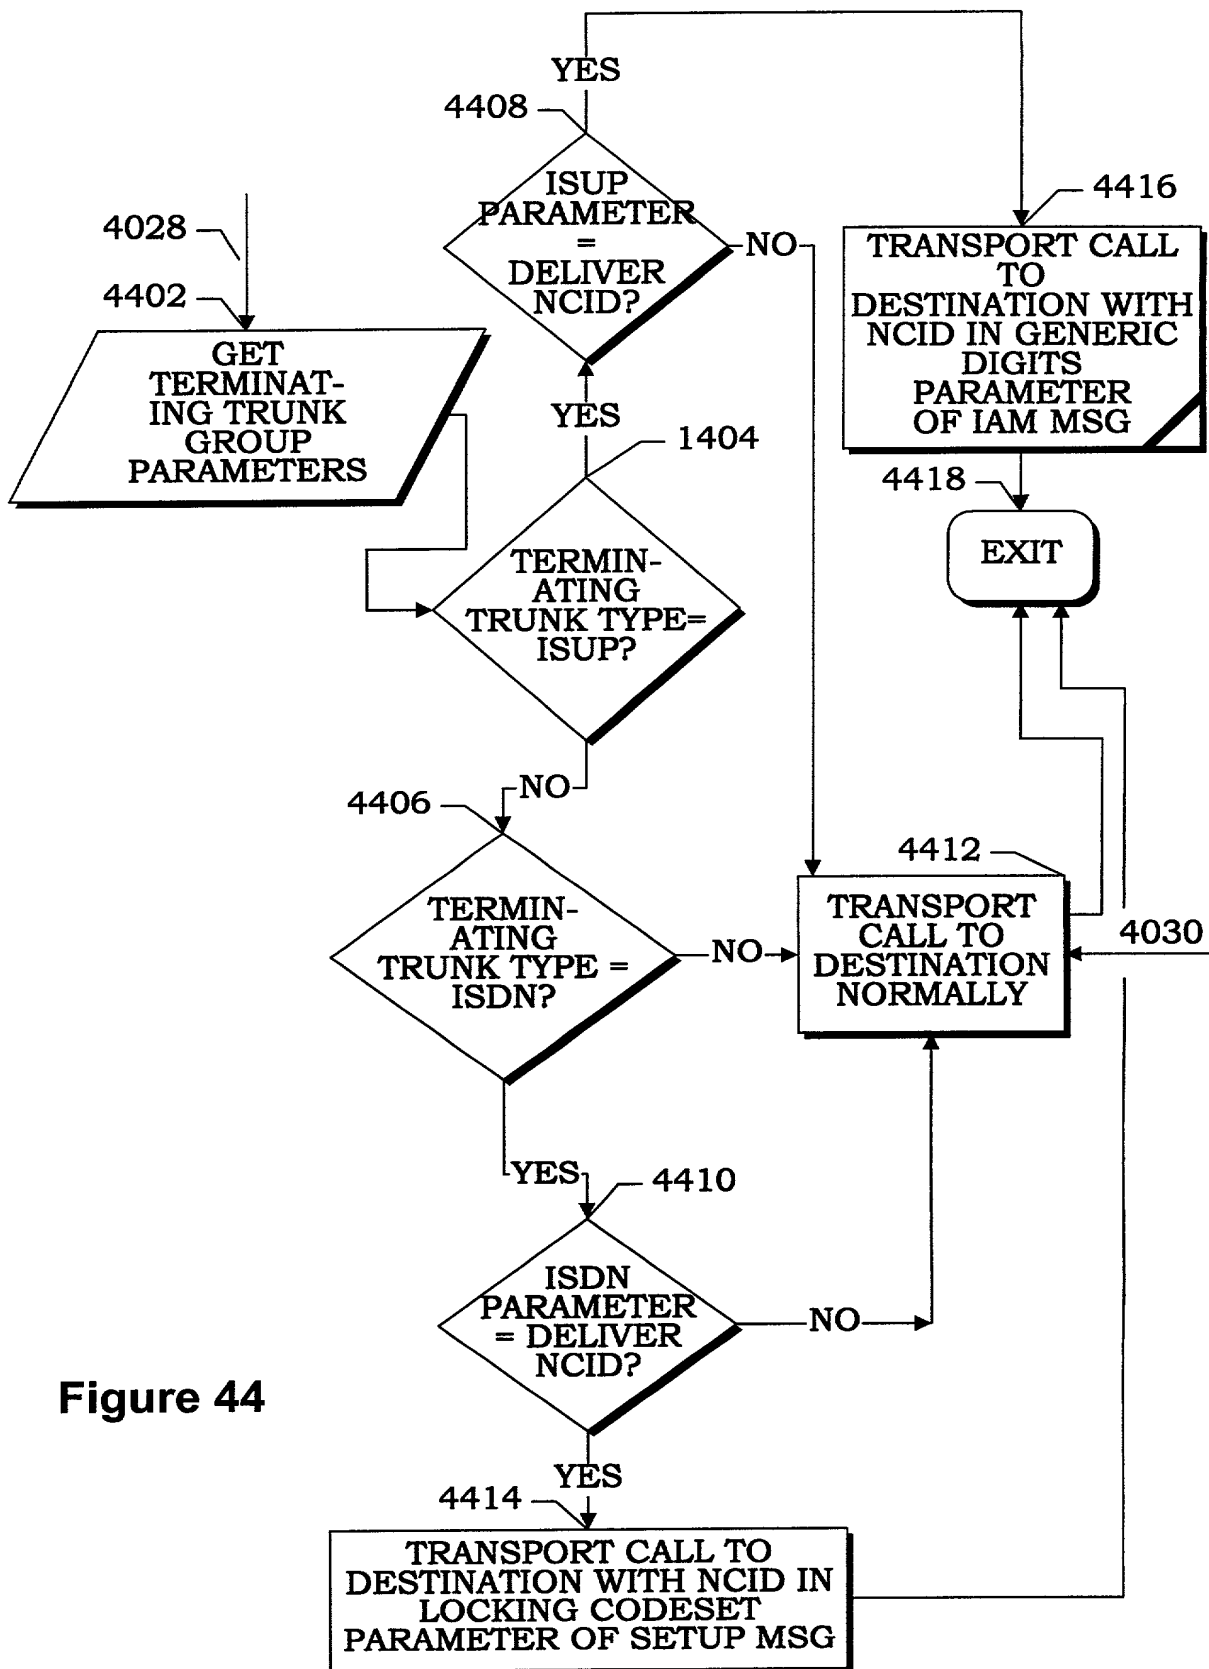 YES
4408
ISUP
PARAMETER
=
DELIVER
NCID?
NO
4416
TRANSPORT CALL
TO
DESTINATION WITH
NCID IN GENERIC
DIGITS
PARAMETER
OF IAM MSG
4028
4402
GET
TERMINAT-
ING TRUNK
GROUP
PARAMETERS
YES
1404
TERMIN-
ATING
TRUNK TYPE=
ISUP?
4418
EXIT
NO
4406
TERMIN-
ATING
TRUNK TYPE =
ISDN?
NO
4412
TRANSPORT
CALL TO
DESTINATION
NORMALLY
4030
YES
4410
ISDN
PARAMETER
= DELIVER
NCID?
NO
Figure 44
YES
4414
TRANSPORT CALL TO
DESTINATION WITH NCID IN
LOCKING CODESET
PARAMETER OF SETUP MSG